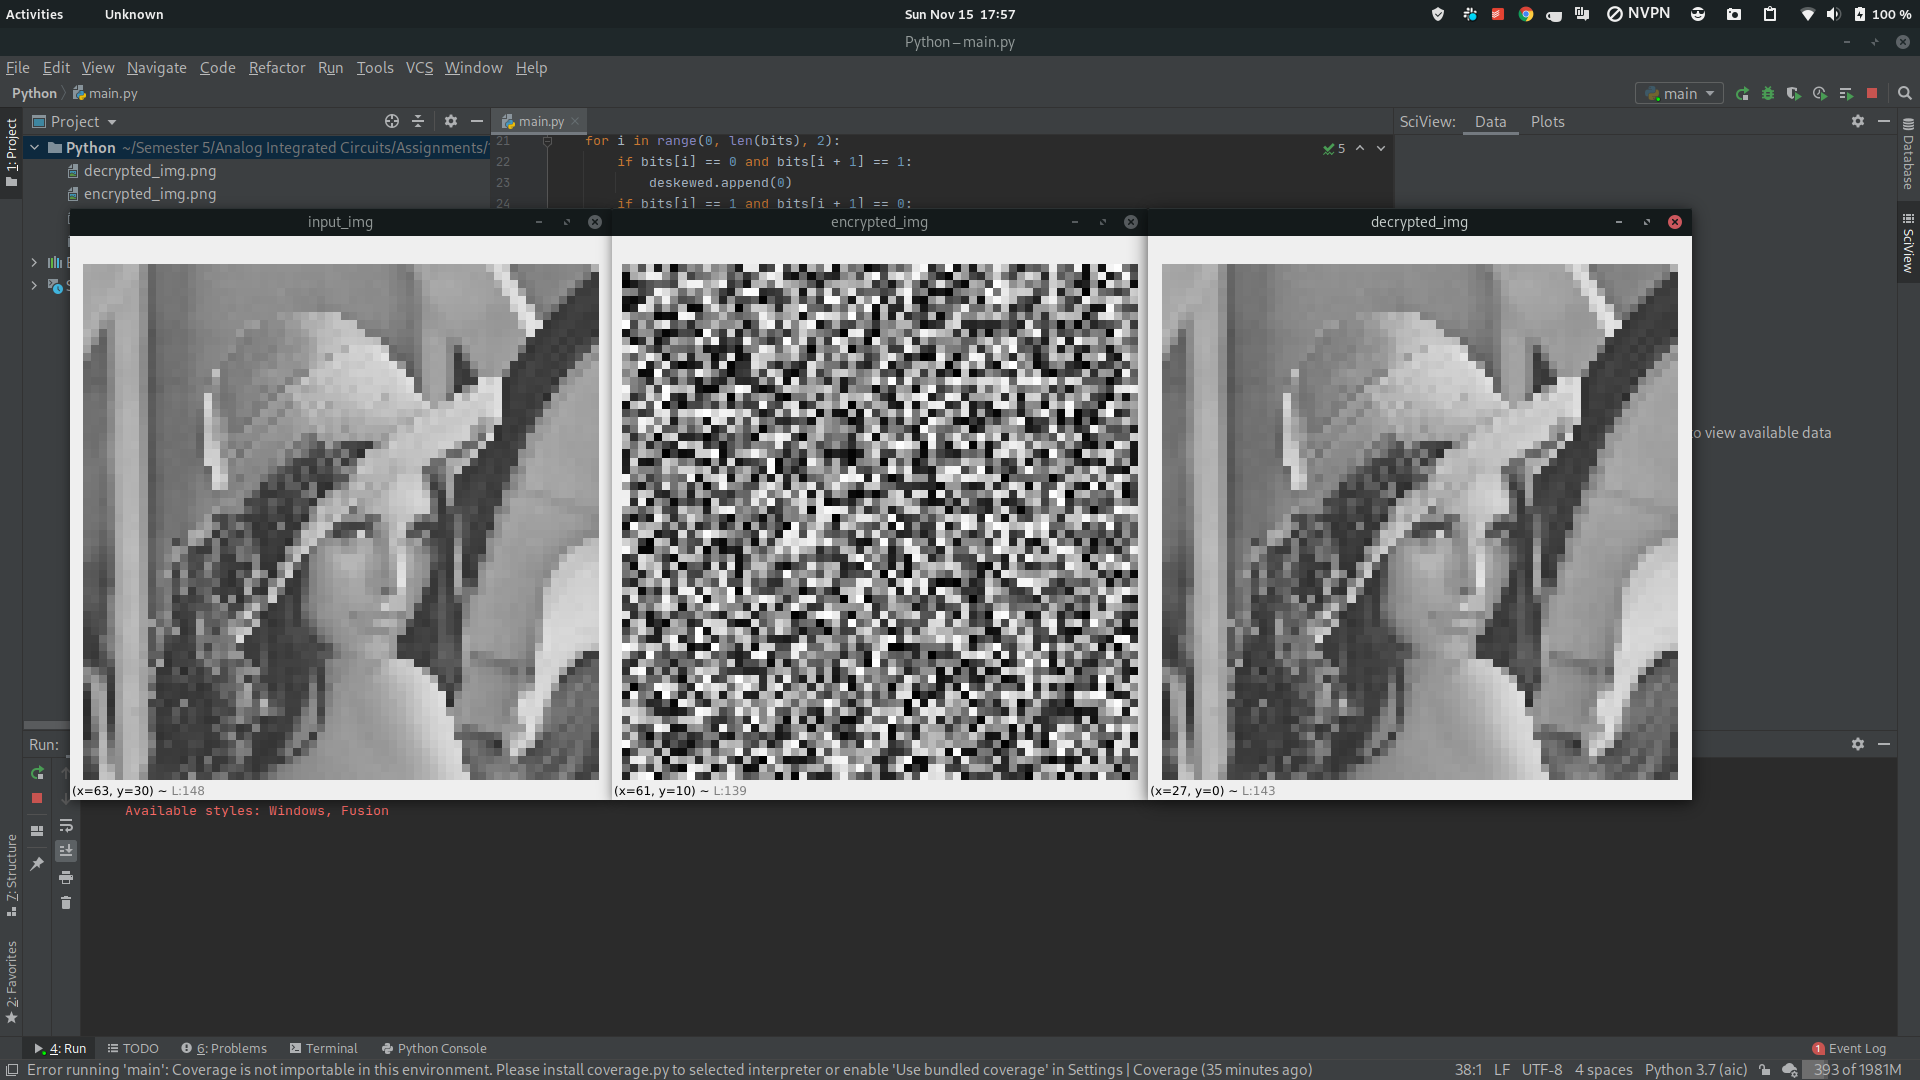 Activities Unknown Sun Nov 15 17:57 NVPN 100 %
Python – main.py
File Edit View Navigate Code Refactor Run Tools VCS Window Help
Python main.py main
Project main.py SciView: Data Plots
1: Project
Python ~/Semester 5/Analog Integrated Circuits/Assignments/
decrypted_img.png
encrypted_img.png
21 for i in range(0, len(bits), 2):
22 if bits[i] == 0 and bits[i + 1] == 1:
23 deskewed.append(0)
24 if bits[i] == 1 and bits[i + 1] == 0:
5
Database
SciView
input_img encrypted_img decrypted_img
to view available data
(x=63, y=30) ~ L:148 (x=61, y=10) ~ L:139 (x=27, y=0) ~ L:143
Run:
Available styles: Windows, Fusion
7: Structure
2: Favorites
4: Run TODO 6: Problems Terminal Python Console 1 Event Log
Error running 'main': Coverage is not importable in this environment. Please install coverage.py to selected interpreter or enable 'Use bundled coverage' in Settings | Coverage (35 minutes ago) 38:1 LF UTF-8 4 spaces Python 3.7 (aic) 393 of 1981M